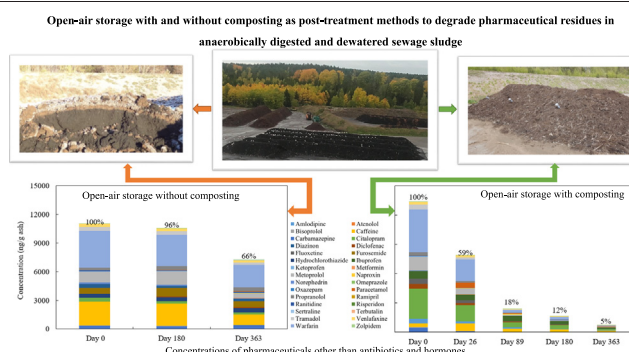 Open-air storage with and without composting as post-treatment methods to degrade pharmaceutical residues in
anaerobically digested and dewatered sewage sludge
Open-air storage without composting
Concentration (ng/g ash)
15000
12000
9000
6000
3000
0
100%
96%
66%
Day 0
Day 180
Day 363
Amlodipine
Atenolol
Bisoprolol
Caffeine
Carbamazepine
Citalopram
Diazinon
Diclofenac
Fluoxetine
Furosemide
Hydrochlorothiazide
Ibuprofen
Ketoprofen
Metformin
Metoprolol
Naproxin
Norephdrin
Omeprazole
Oxazepam
Paracetamol
Propranolol
Ramipril
Ranitidine
Risperidon
Sertraline
Terbutalin
Tramadol
Venlafaxine
Warfarin
Zolpidem
Open-air storage with composting
100%
59%
18%
12%
5%
Day 0
Day 26
Day 89
Day 180
Day 363
Concentrations of pharmaceuticals other than antibiotics and hormones